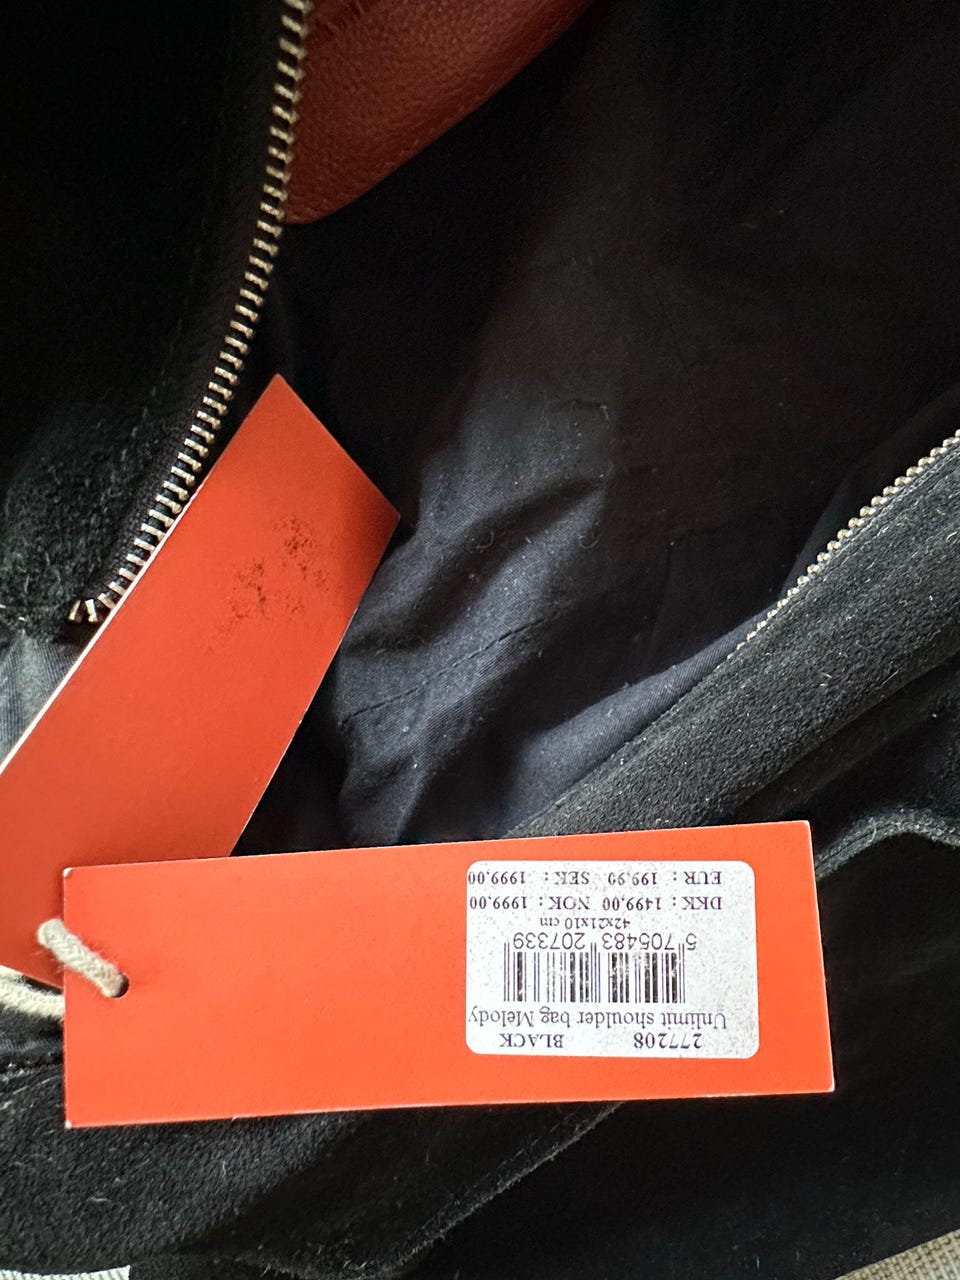 277208 BLACK
Unlimit shoulder bag Melody
5 705483 207339
42x21x10 cm
DKK: 1499.00 NOK: 1999.00
EUR: 199.90 SEK: 1999.00